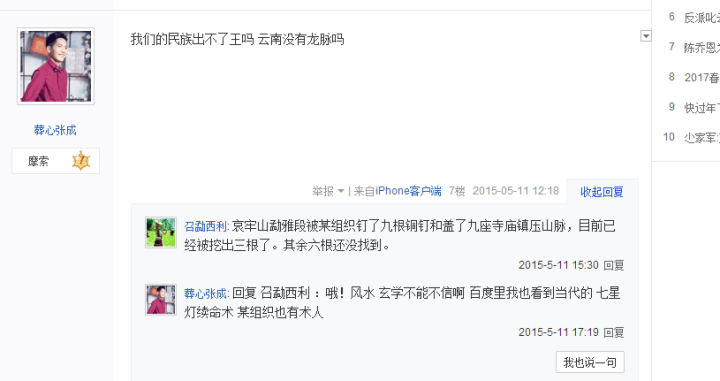 我们的民族出不了王吗 云南没有龙脉吗
葬心张成
摩索 7
举报 | 来自iPhone客户端 7楼 2015-05-11 12:18 收起回复
召勐西利: 哀牢山勐雅段被某组织钉了九根铜钉和盖了九座寺庙镇压山脉，目前已
经被挖出三根了。其余六根还没找到。
2015-5-11 15:30 回复
葬心张成: 回复 召勐西利 ：哦！风水 玄学不能不信啊 百度里我也看到当代的 七星
灯续命术 某组织也有术人
2015-5-11 17:19 回复
我也说一句
6 反派叱
7 陈乔恩
8 2017春
9 快过年
10 少家军